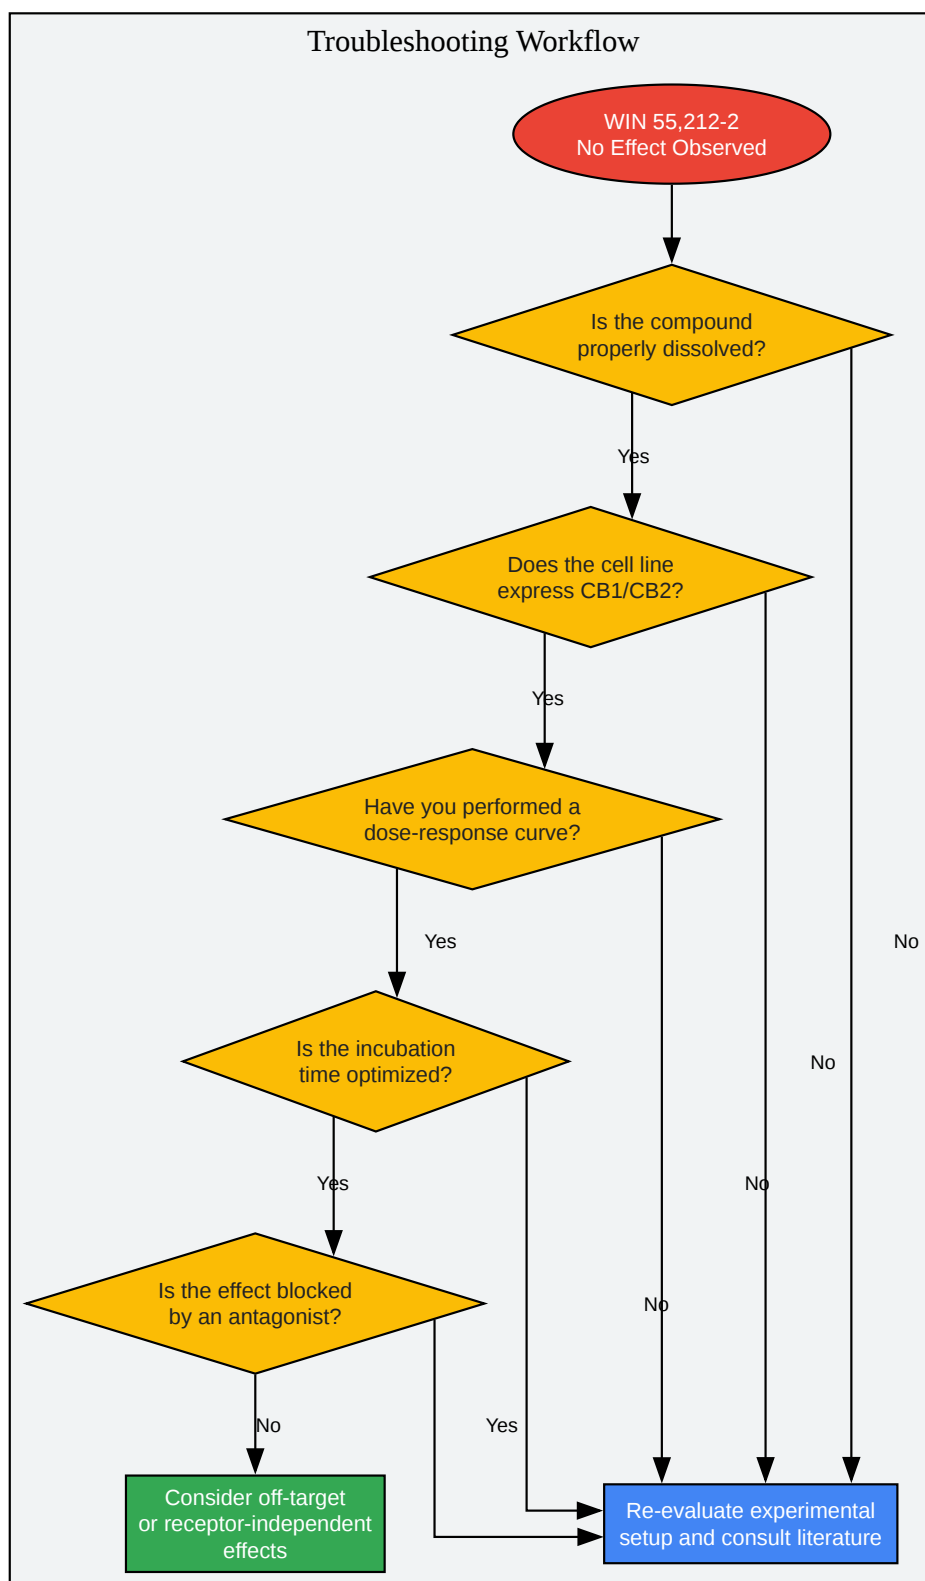 Troubleshooting Workflow
WIN 55,212-2
No Effect Observed
Is the compound
properly dissolved?
Yes
Does the cell line
express CB1/CB2?
Yes
Have you performed a
dose-response curve?
Yes
No
Is the incubation
time optimized?
No
Yes
No
Is the effect blocked
by an antagonist?
No
No
Yes
Consider off-target
or receptor-independent
effects
Re-evaluate experimental
setup and consult literature